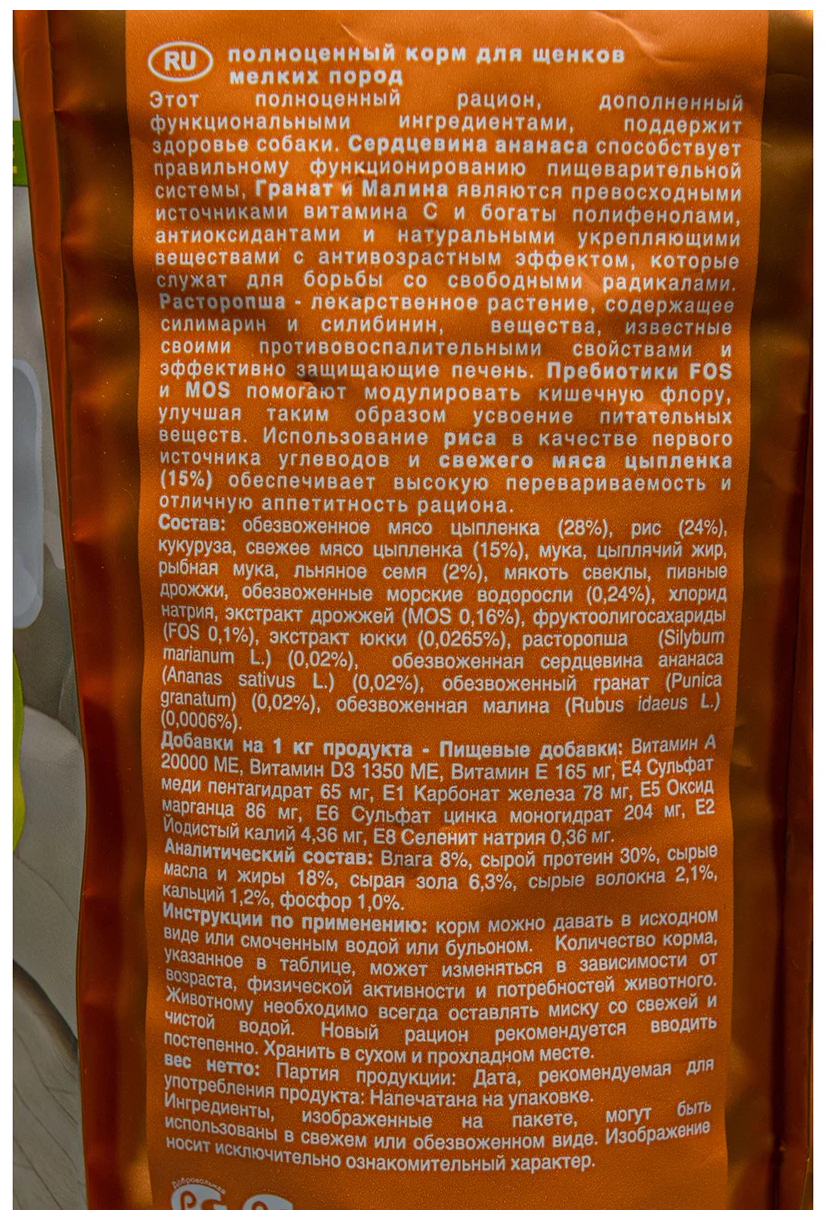 RU
полноценный корм для щенков
мелких пород
Этот полноценный рацион, дополненный
функциональными ингредиентами, поддержит
здоровье собаки. Сердцевина ананаса способствует
правильному функционированию пищеварительной
системы, Гранат и Малина являются превосходными
источниками витамина С и богаты полифенолами,
антиоксидантами и натуральными укрепляющими
веществами с антивозрастным эффектом, которые
служат для борьбы со свободными радикалами.
Расторопша - лекарственное растение, содержащее
силимарин и силибинин, вещества, известные
своими противовоспалительными свойствами и
эффективно защищающие печень. Пребиотики FOS
и MOS помогают модулировать кишечную флору,
улучшая таким образом усвоение питательных
веществ. Использование риса в качестве первого
источника углеводов и свежего мяса цыпленка
(15%) обеспечивает высокую перевариваемость и
отличную аппетитность рациона.
Состав: обезвоженное мясо цыпленка (28%), рис (24%),
кукуруза, свежее мясо цыпленка (15%), мука, цыплячий жир,
рыбная мука, льняное семя (2%), мякоть свеклы, пивные
дрожжи, обезвоженные морские водоросли (0,24%), хлорид
натрия, экстракт дрожжей (MOS 0,16%), фруктоолигосахариды
(FOS 0,1%), экстракт юкки (0,0265%), расторопша (Silybum
marianum L.) (0,02%), обезвоженная сердцевина ананаса
(Ananas sativus L.) (0,02%), обезвоженный гранат (Punica
granatum) (0,02%), обезвоженная малина (Rubus idaeus L.)
(0,0006%).
Добавки на 1 кг продукта - Пищевые добавки: Витамин А
20000 МЕ, Витамин D3 1350 МЕ, Витамин Е 165 мг, Е4 Сульфат
меди пентагидрат 65 мг, Е1 Карбонат железа 78 мг, Е5 Оксид
марганца 86 мг, Е6 Сульфат цинка моногидрат 204 мг, Е2
Йодистый калий 4,36 мг, Е8 Селенит натрия 0,36 мг.
Аналитический состав: Влага 8%, сырой протеин 30%, сырые
масла и жиры 18%, сырая зола 6,3%, сырые волокна 2,1%,
кальций 1,2%, фосфор 1,0%.
Инструкции по применению: корм можно давать в исходном
виде или смоченным водой или бульоном. Количество корма,
указанное в таблице, может изменяться в зависимости от
возраста, физической активности и потребностей животного.
Животному необходимо всегда оставлять миску со свежей и
чистой водой. Новый рацион рекомендуется вводить
постепенно. Хранить в сухом и прохладном месте.
вес нетто: Партия продукции: Дата, рекомендуемая для
употребления продукта: Напечатана на упаковке.
Ингредиенты, изображенные на пакете, могут быть
использованы в свежем или обезвоженном виде. Изображение
носит исключительно ознакомительный характер.
Добровольная